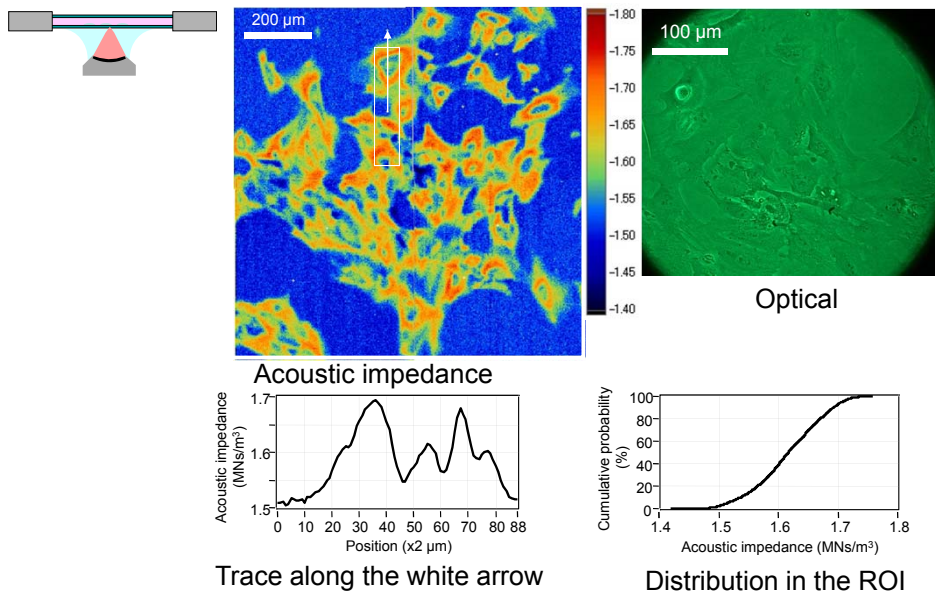 200 µm
-1.80
-1.75
-1.70
-1.65
-1.60
-1.55
-1.50
-1.45
-1.40
100 µm
Optical
Acoustic impedance
Acoustic impedance
(MNs/m³)
1.7
1.6
1.5
0 10 20 30 40 50 60 70 80 88
Position (x2 µm)
Trace along the white arrow
Cumulative probability
(%)
100
80
60
40
20
0
1.4 1.5 1.6 1.7 1.8
Acoustic impedance (MNs/m³)
Distribution in the ROI